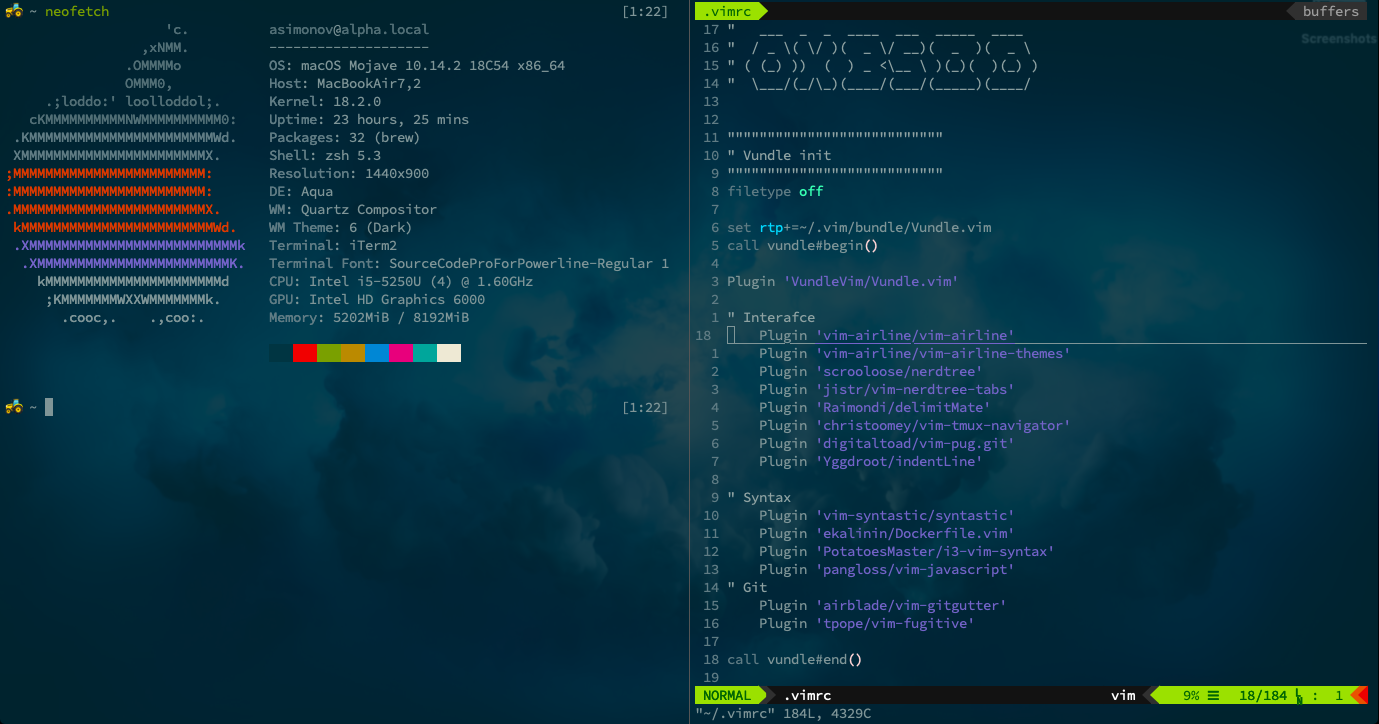 ~ neofetch [1:22]
'c. asimonov@alpha.local
,xNMM. --------------------
.OMMMMo OS: macOS Mojave 10.14.2 18C54 x86_64
OMMM0, Host: MacBookAir7,2
.;loddo:' loolloddol;. Kernel: 18.2.0
cKMMMMMMMMMMNWMMMMMMMMMM0: Uptime: 23 hours, 25 mins
.KMMMMMMMMMMMMMMMMMMMMMMMWd. Packages: 32 (brew)
XMMMMMMMMMMMMMMMMMMMMMMMX. Shell: zsh 5.3
;MMMMMMMMMMMMMMMMMMMMMMMM: Resolution: 1440x900
:MMMMMMMMMMMMMMMMMMMMMMMM: DE: Aqua
.MMMMMMMMMMMMMMMMMMMMMMMMX. WM: Quartz Compositor
kMMMMMMMMMMMMMMMMMMMMMMMMWd. WM Theme: 6 (Dark)
.XMMMMMMMMMMMMMMMMMMMMMMMMMMk Terminal: iTerm2
.XMMMMMMMMMMMMMMMMMMMMMMMMK. Terminal Font: SourceCodeProForPowerline-Regular 1
kMMMMMMMMMMMMMMMMMMMMMMd CPU: Intel i5-5250U (4) @ 1.60GHz
;KMMMMMMMWXXWMMMMMMMk. GPU: Intel HD Graphics 6000
.cooc,. .,coo:. Memory: 5202MiB / 8192MiB
~ [1:22]
.vimrc buffers
Screenshots
17 "   ___  _  _  ____  ___  _____  ____
16 "  / _ \( \/ )(  _ \/ __)(  _  )(  _ \
15 " ( (_) ))  (  ) _ <\__ \ )(_)(  )(_) )
14 "  \___/(_/\_)(____/(___/(_____)(____/
13
12
11 """""""""""""""""""""""""""
10 " Vundle init
9 """""""""""""""""""""""""""
8 filetype off
7
6 set rtp+=~/.vim/bundle/Vundle.vim
5 call vundle#begin()
4
3 Plugin 'VundleVim/Vundle.vim'
2
1 " Interafce
18 Plugin 'vim-airline/vim-airline'
1 Plugin 'vim-airline/vim-airline-themes'
2 Plugin 'scrooloose/nerdtree'
3 Plugin 'jistr/vim-nerdtree-tabs'
4 Plugin 'Raimondi/delimitMate'
5 Plugin 'christoomey/vim-tmux-navigator'
6 Plugin 'digitaltoad/vim-pug.git'
7 Plugin 'Yggdroot/indentLine'
8
9 " Syntax
10 Plugin 'vim-syntastic/syntastic'
11 Plugin 'ekalinin/Dockerfile.vim'
12 Plugin 'PotatoesMaster/i3-vim-syntax'
13 Plugin 'pangloss/vim-javascript'
14 " Git
15 Plugin 'airblade/vim-gitgutter'
16 Plugin 'tpope/vim-fugitive'
17
18 call vundle#end()
19
NORMAL .vimrc vim 9% ☰ 18/184 : 1
"~/.vimrc" 184L, 4329C